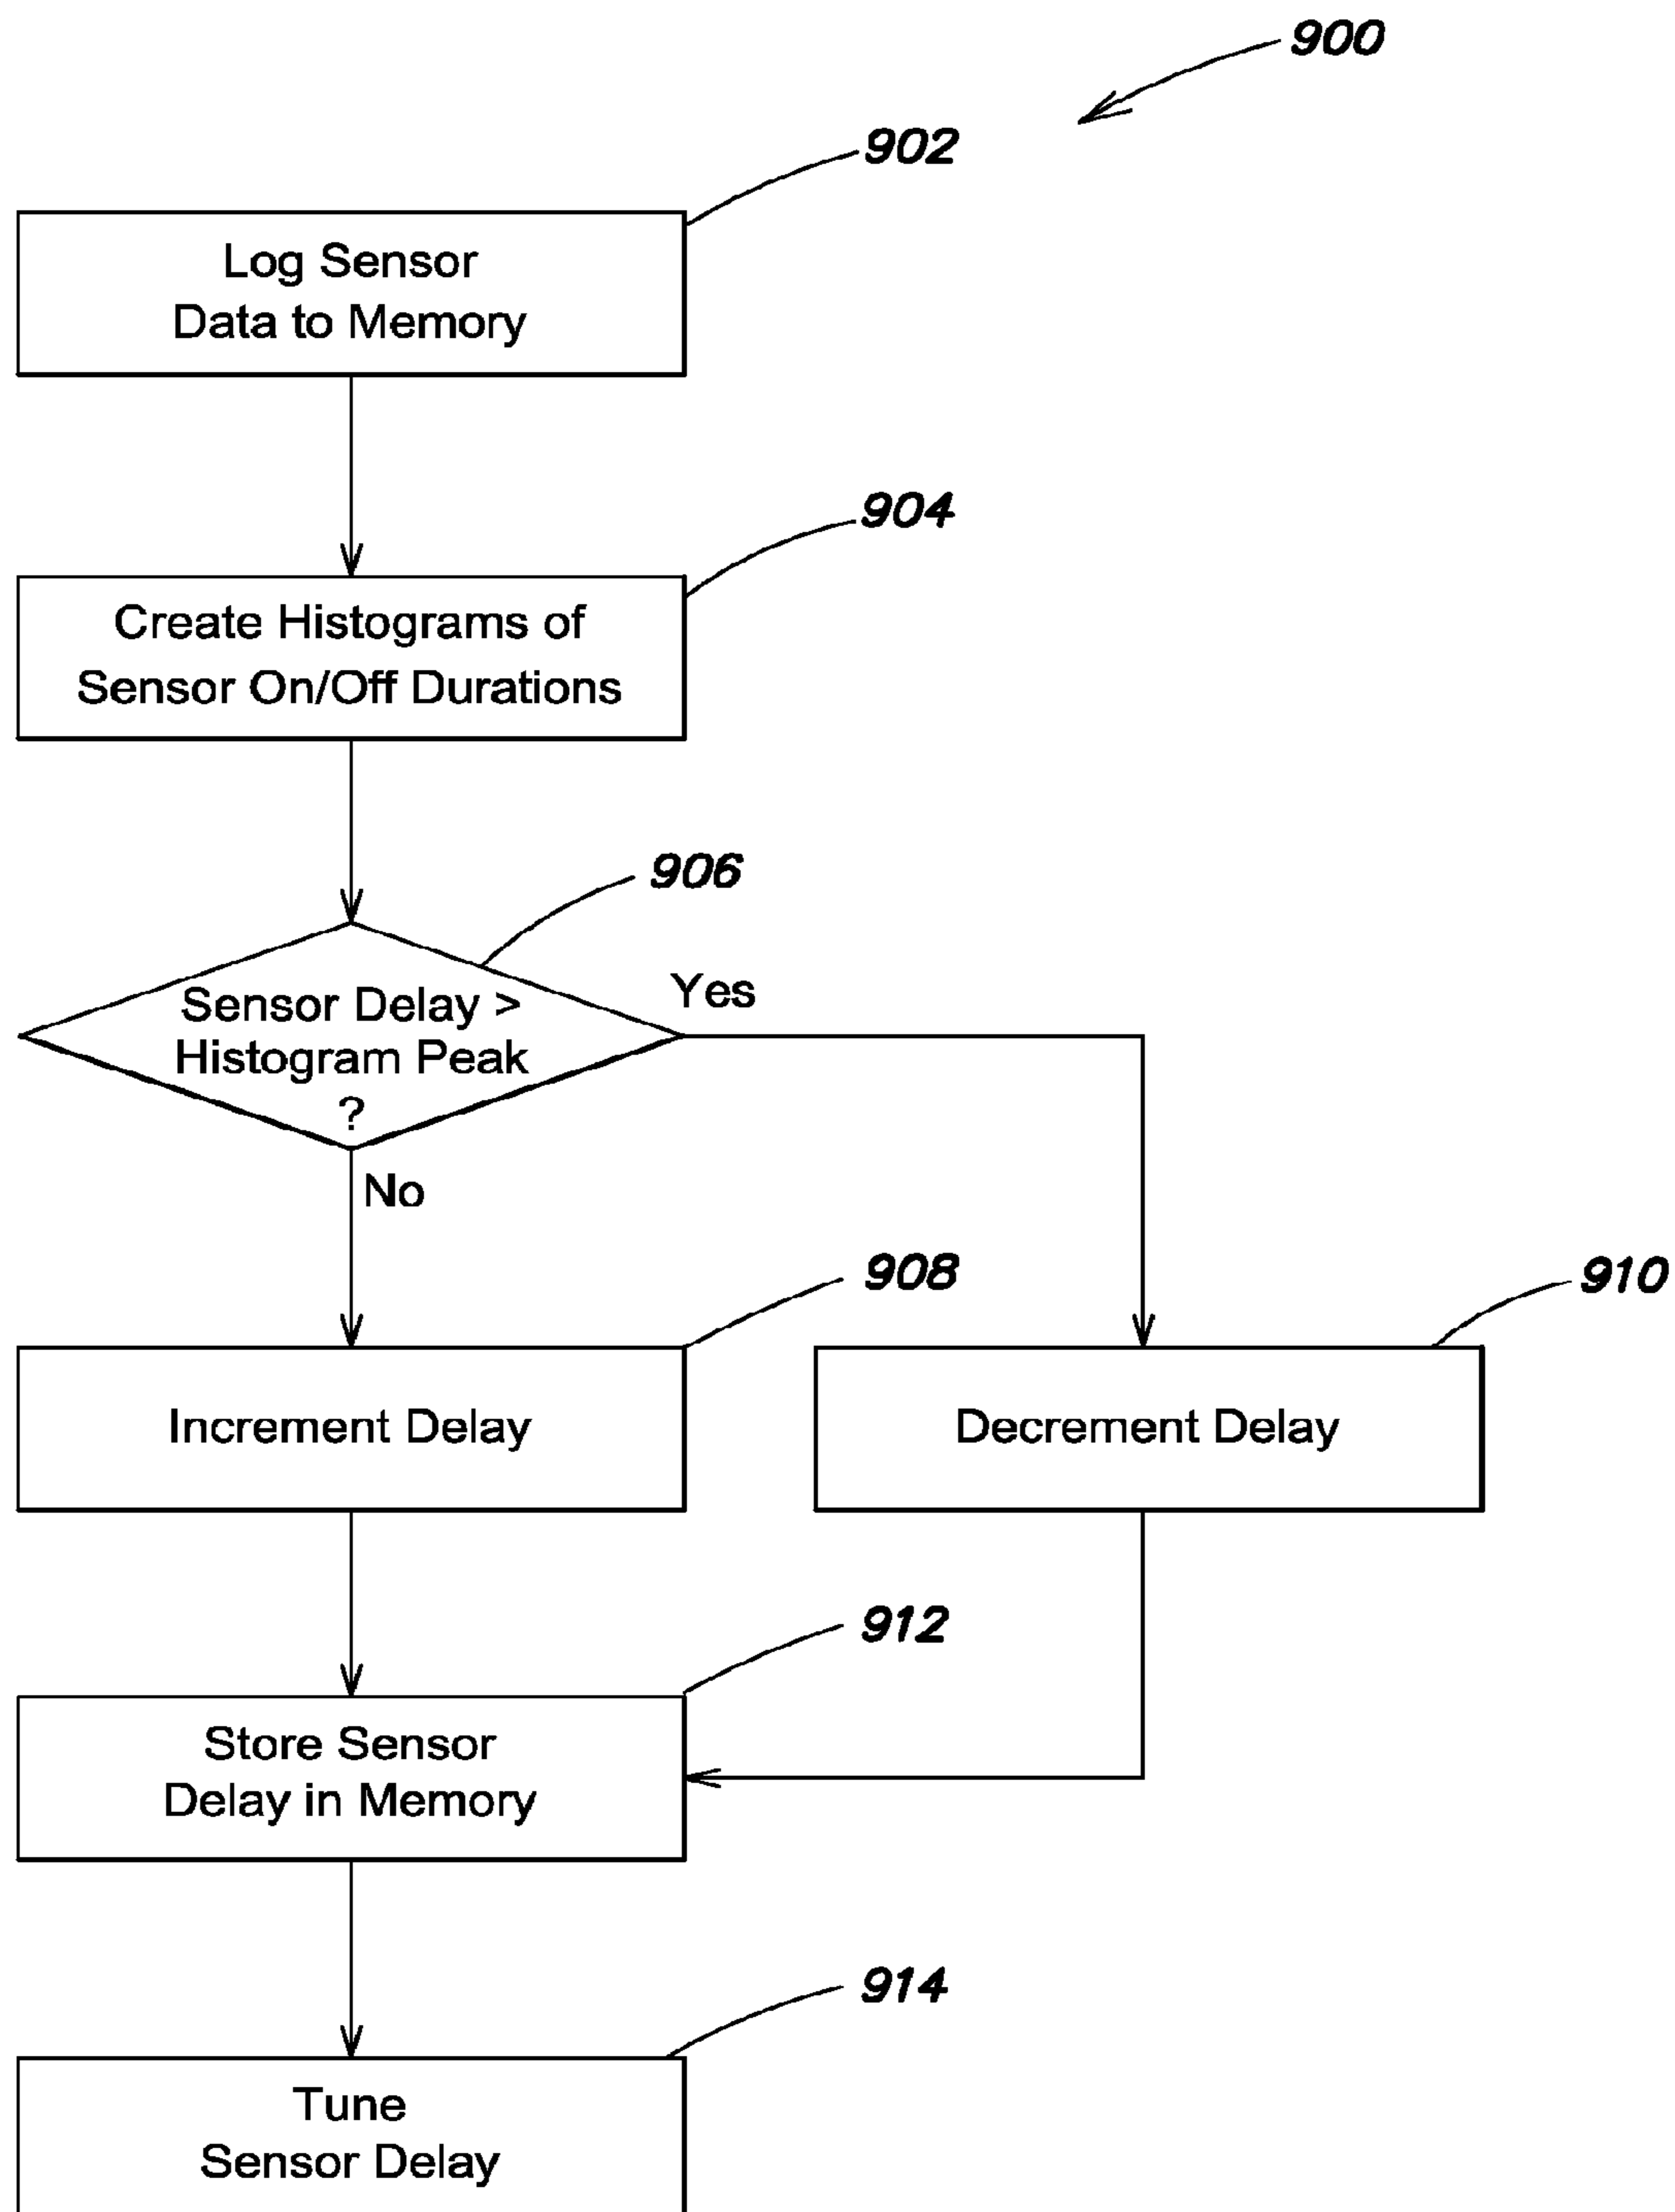 900
902
Log Sensor
Data to Memory
904
Create Histograms of
Sensor On/Off Durations
906
Sensor Delay >
Histogram Peak
?
Yes
No
908
Increment Delay
910
Decrement Delay
912
Store Sensor
Delay in Memory
914
Tune
Sensor Delay